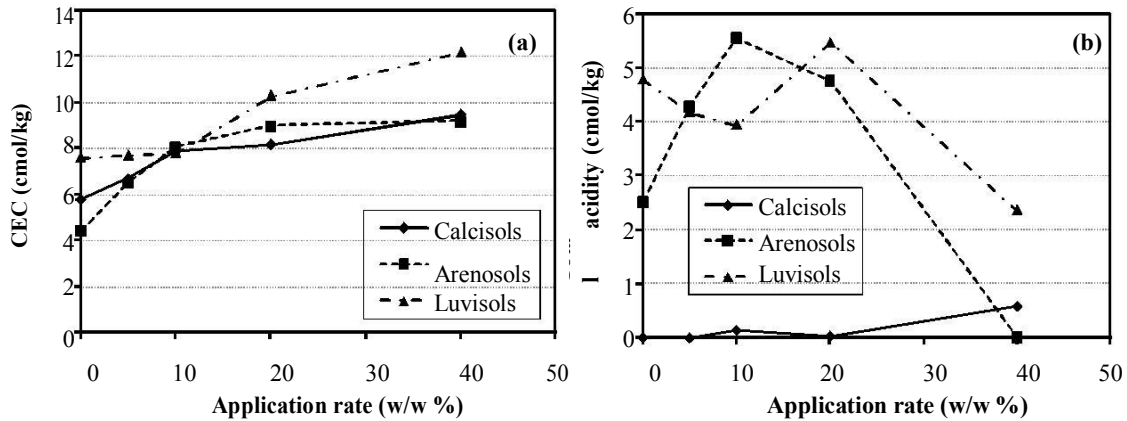 14
12
10
8
6
4
2
0
CEC (cmol/kg)
(a)
Calcisols
Arenosols
Luvisols
0 10 20 30 40 50
Application rate (w/w %)
6
5
4
3
2
1
0
l acidity (cmol/kg)
(b)
Calcisols
Arenosols
Luvisols
0 10 20 30 40 50
Application rate (w/w %)